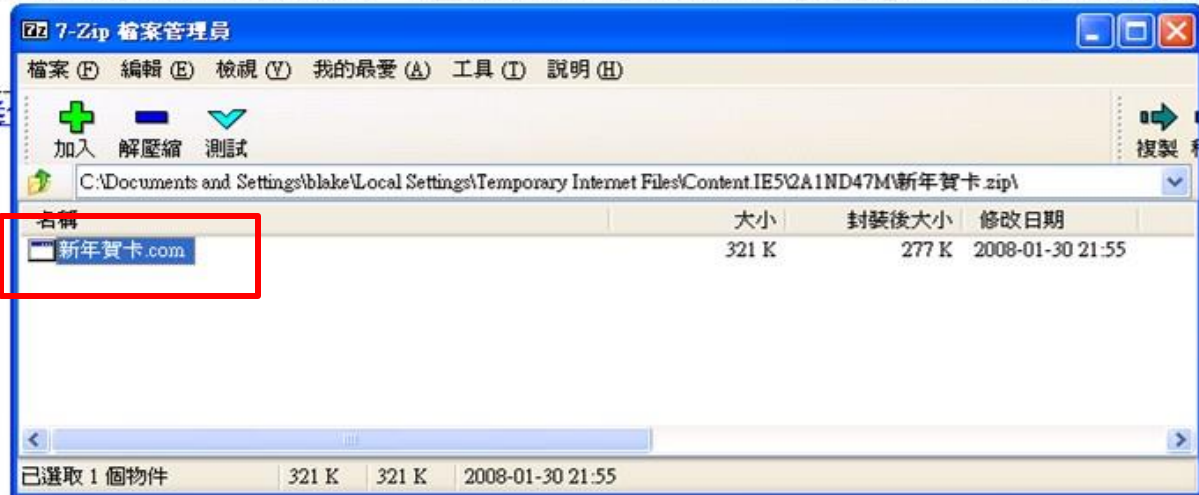 7-Zip 檔案管理員
檔案 (F) 編輯 (E) 檢視 (V) 我的最愛 (A) 工具 (T) 說明 (H)
加入 解壓縮 測試 複製
C:\Documents and Settings\blake\Local Settings\Temporary Internet Files\Content.IE5\2A1ND47M\新年賀卡.zip\
名稱 大小 封裝後大小 修改日期
新年賀卡.com 321 K 277 K 2008-01-30 21:55
已選取 1 個物件 321 K 321 K 2008-01-30 21:55